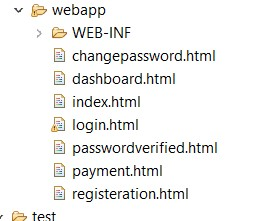 webapp
WEB-INF
changepassword.html
dashboard.html
index.html
login.html
passwordverified.html
payment.html
registeration.html
test